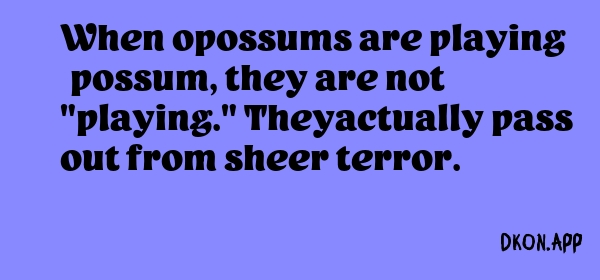 When opossums are playing
possum, they are not
"playing." Theyactually pass
out from sheer terror.
DKON.APP